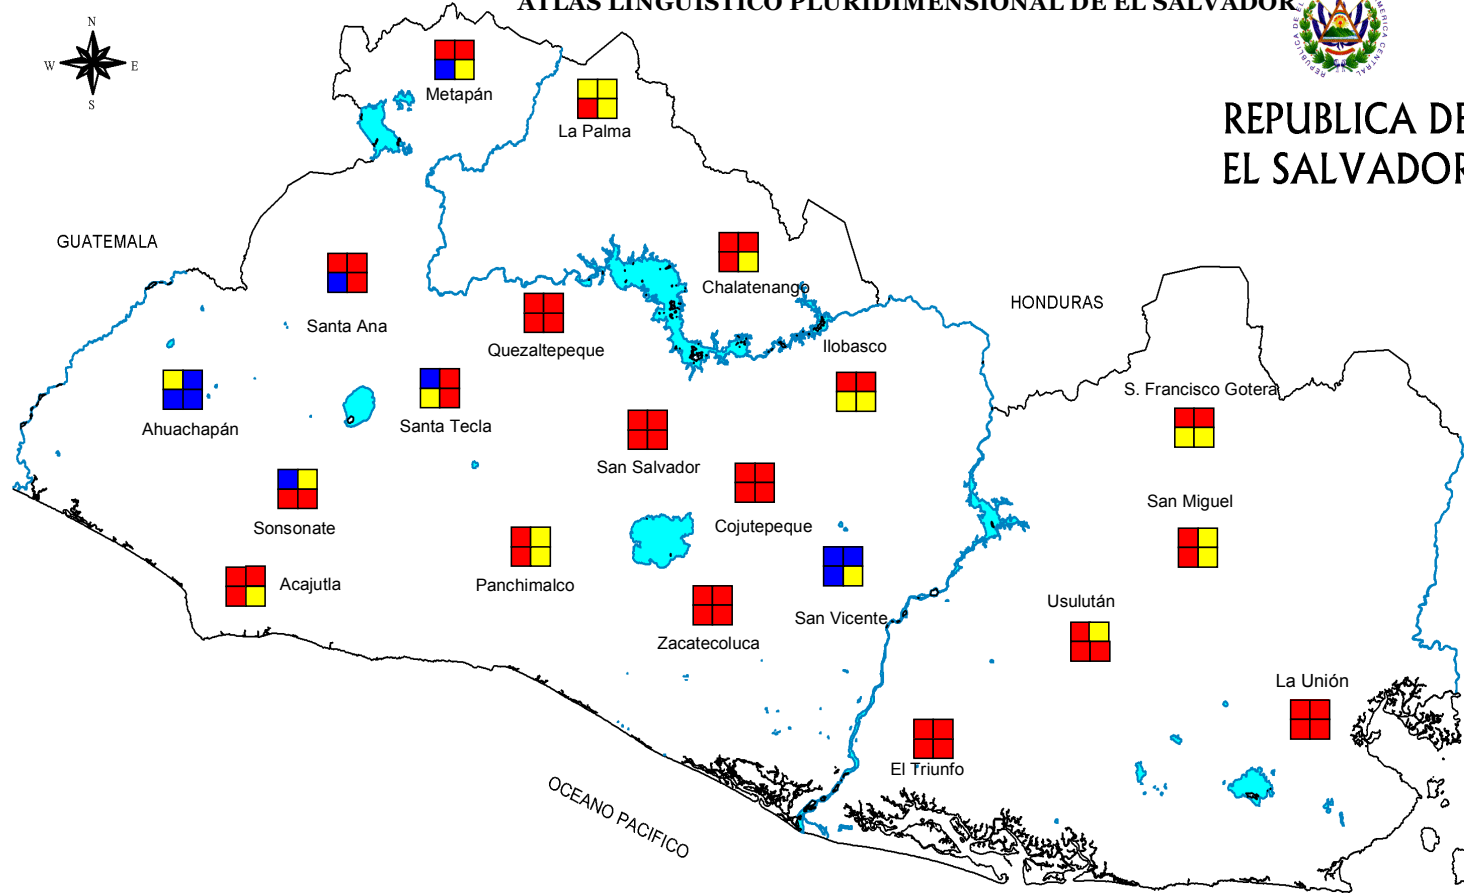 ATLAS LINGÜÍSTICO PLURIDIMENSIONAL DE EL SALVADOR
N
W
E
S
REPUBLICA DE
EL SALVADOR
Metapán
La Palma
GUATEMALA
Chalatenango
HONDURAS
Santa Ana
Quezaltepeque
Ilobasco
S. Francisco Gotera
Ahuachapán
Santa Tecla
San Salvador
San Miguel
Sonsonate
Cojutepeque
Acajutla
Panchimalco
Usulután
San Vicente
Zacatecoluca
La Unión
El Triunfo
OCEANO PACIFICO